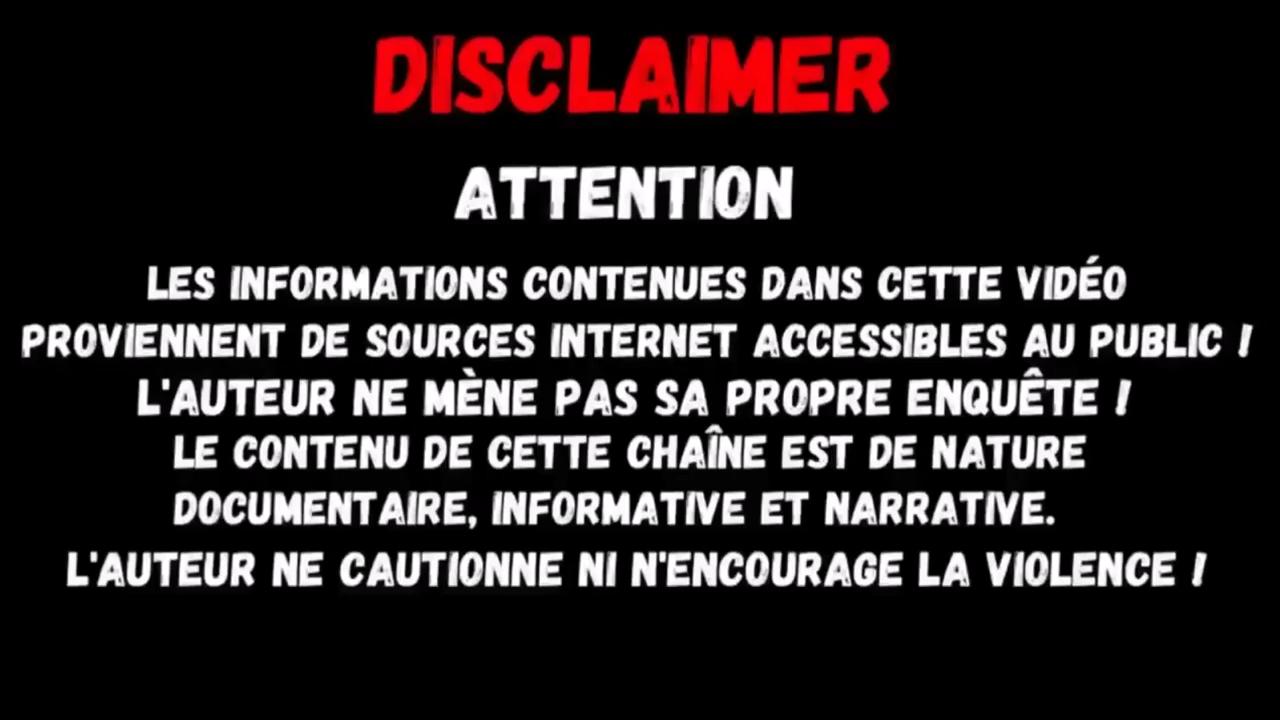 DISCLAIMER
ATTENTION
LES INFORMATIONS CONTENUES DANS CETTE VIDÉO
PROVIENNENT DE SOURCES INTERNET ACCESSIBLES AU PUBLIC !
L'AUTEUR NE MÈNE PAS SA PROPRE ENQUÊTE !
LE CONTENU DE CETTE CHAÎNE EST DE NATURE
DOCUMENTAIRE, INFORMATIVE ET NARRATIVE.
L'AUTEUR NE CAUTIONNE NI N'ENCOURAGE LA VIOLENCE !